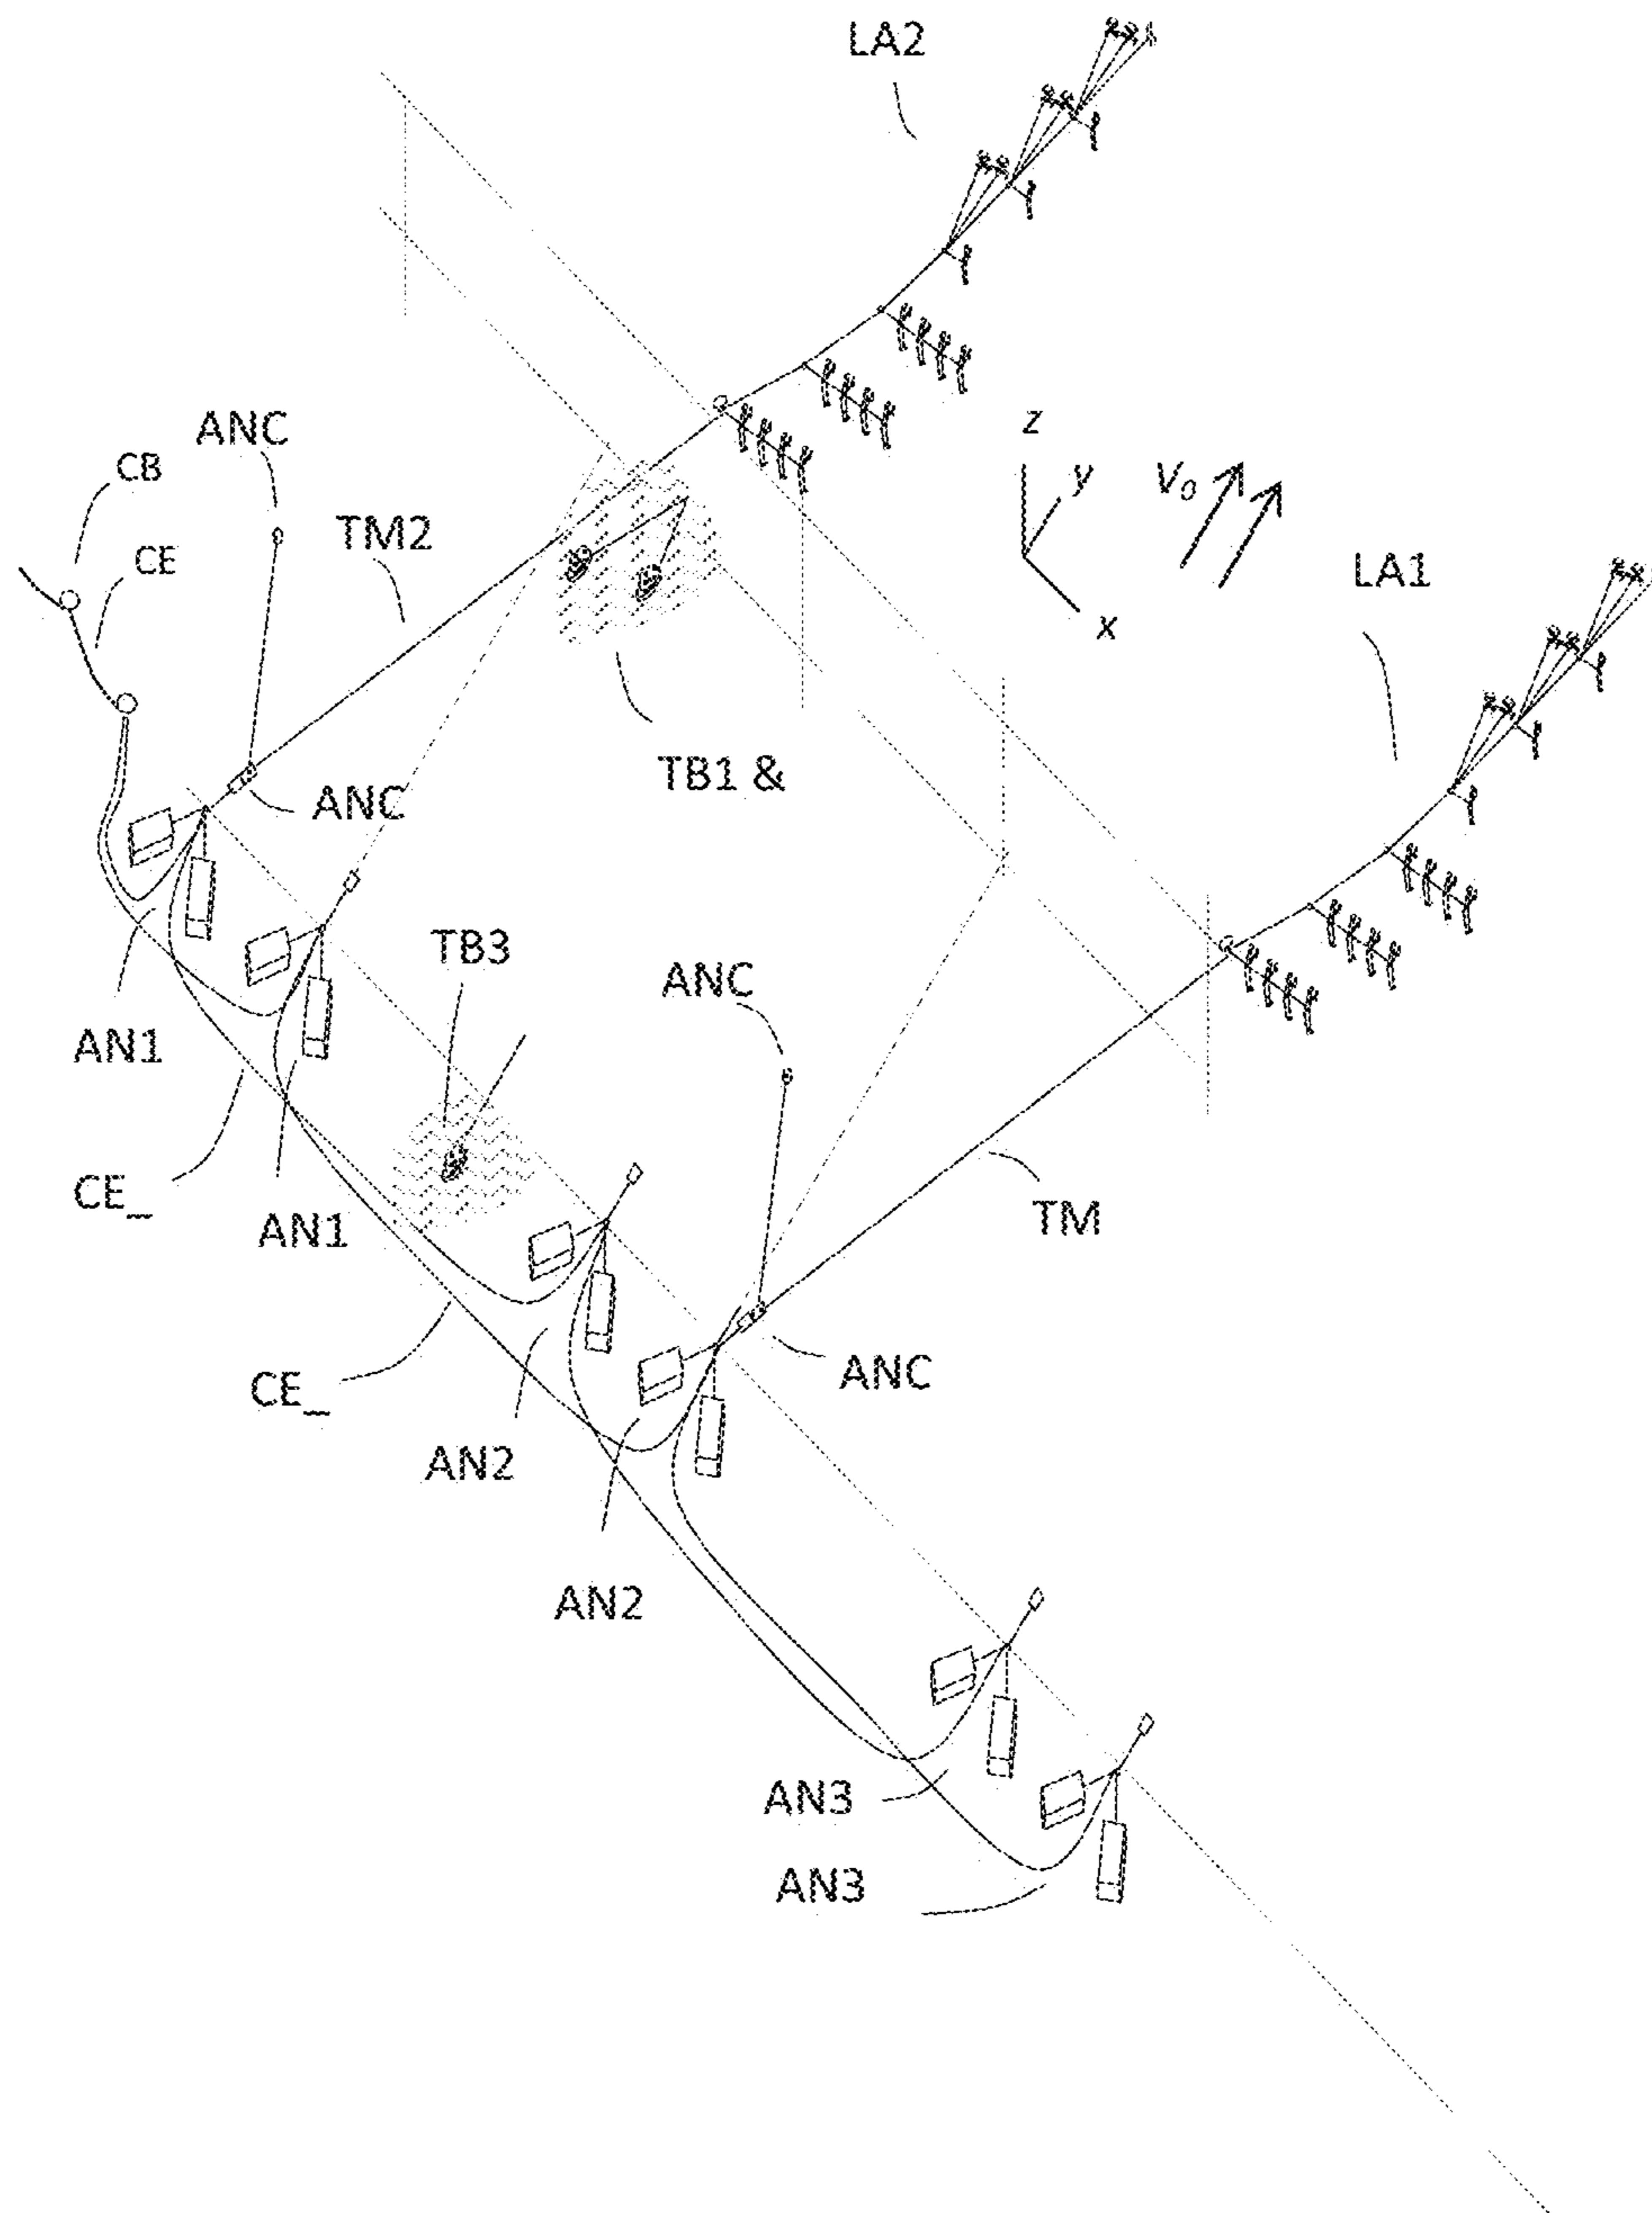 LA2
ANC
CB
z
y
V₀
CE
TM2
LA1
x
TB1 &
ANC
TB3
ANC
AN1
CE_
TM
AN1
ANC
CE_
AN2
AN2
AN3
AN3